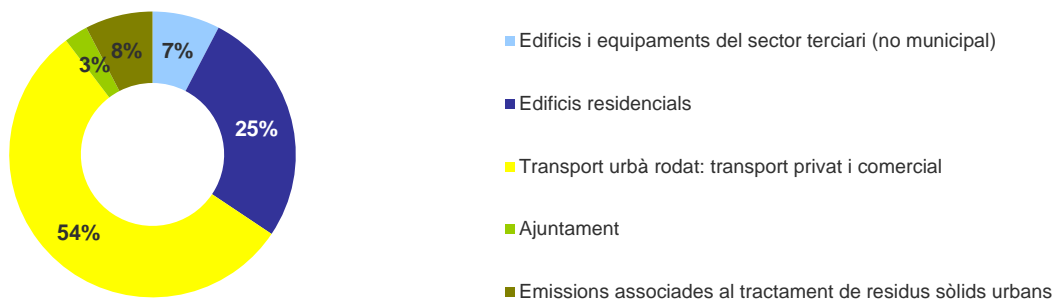 8%
7%
3%
25%
54%
Edificis i equipaments del sector terciari (no municipal)
Edificis residencials
Transport urbà rodat: transport privat i comercial
Ajuntament
Emissions associades al tractament de residus sòlids urbans